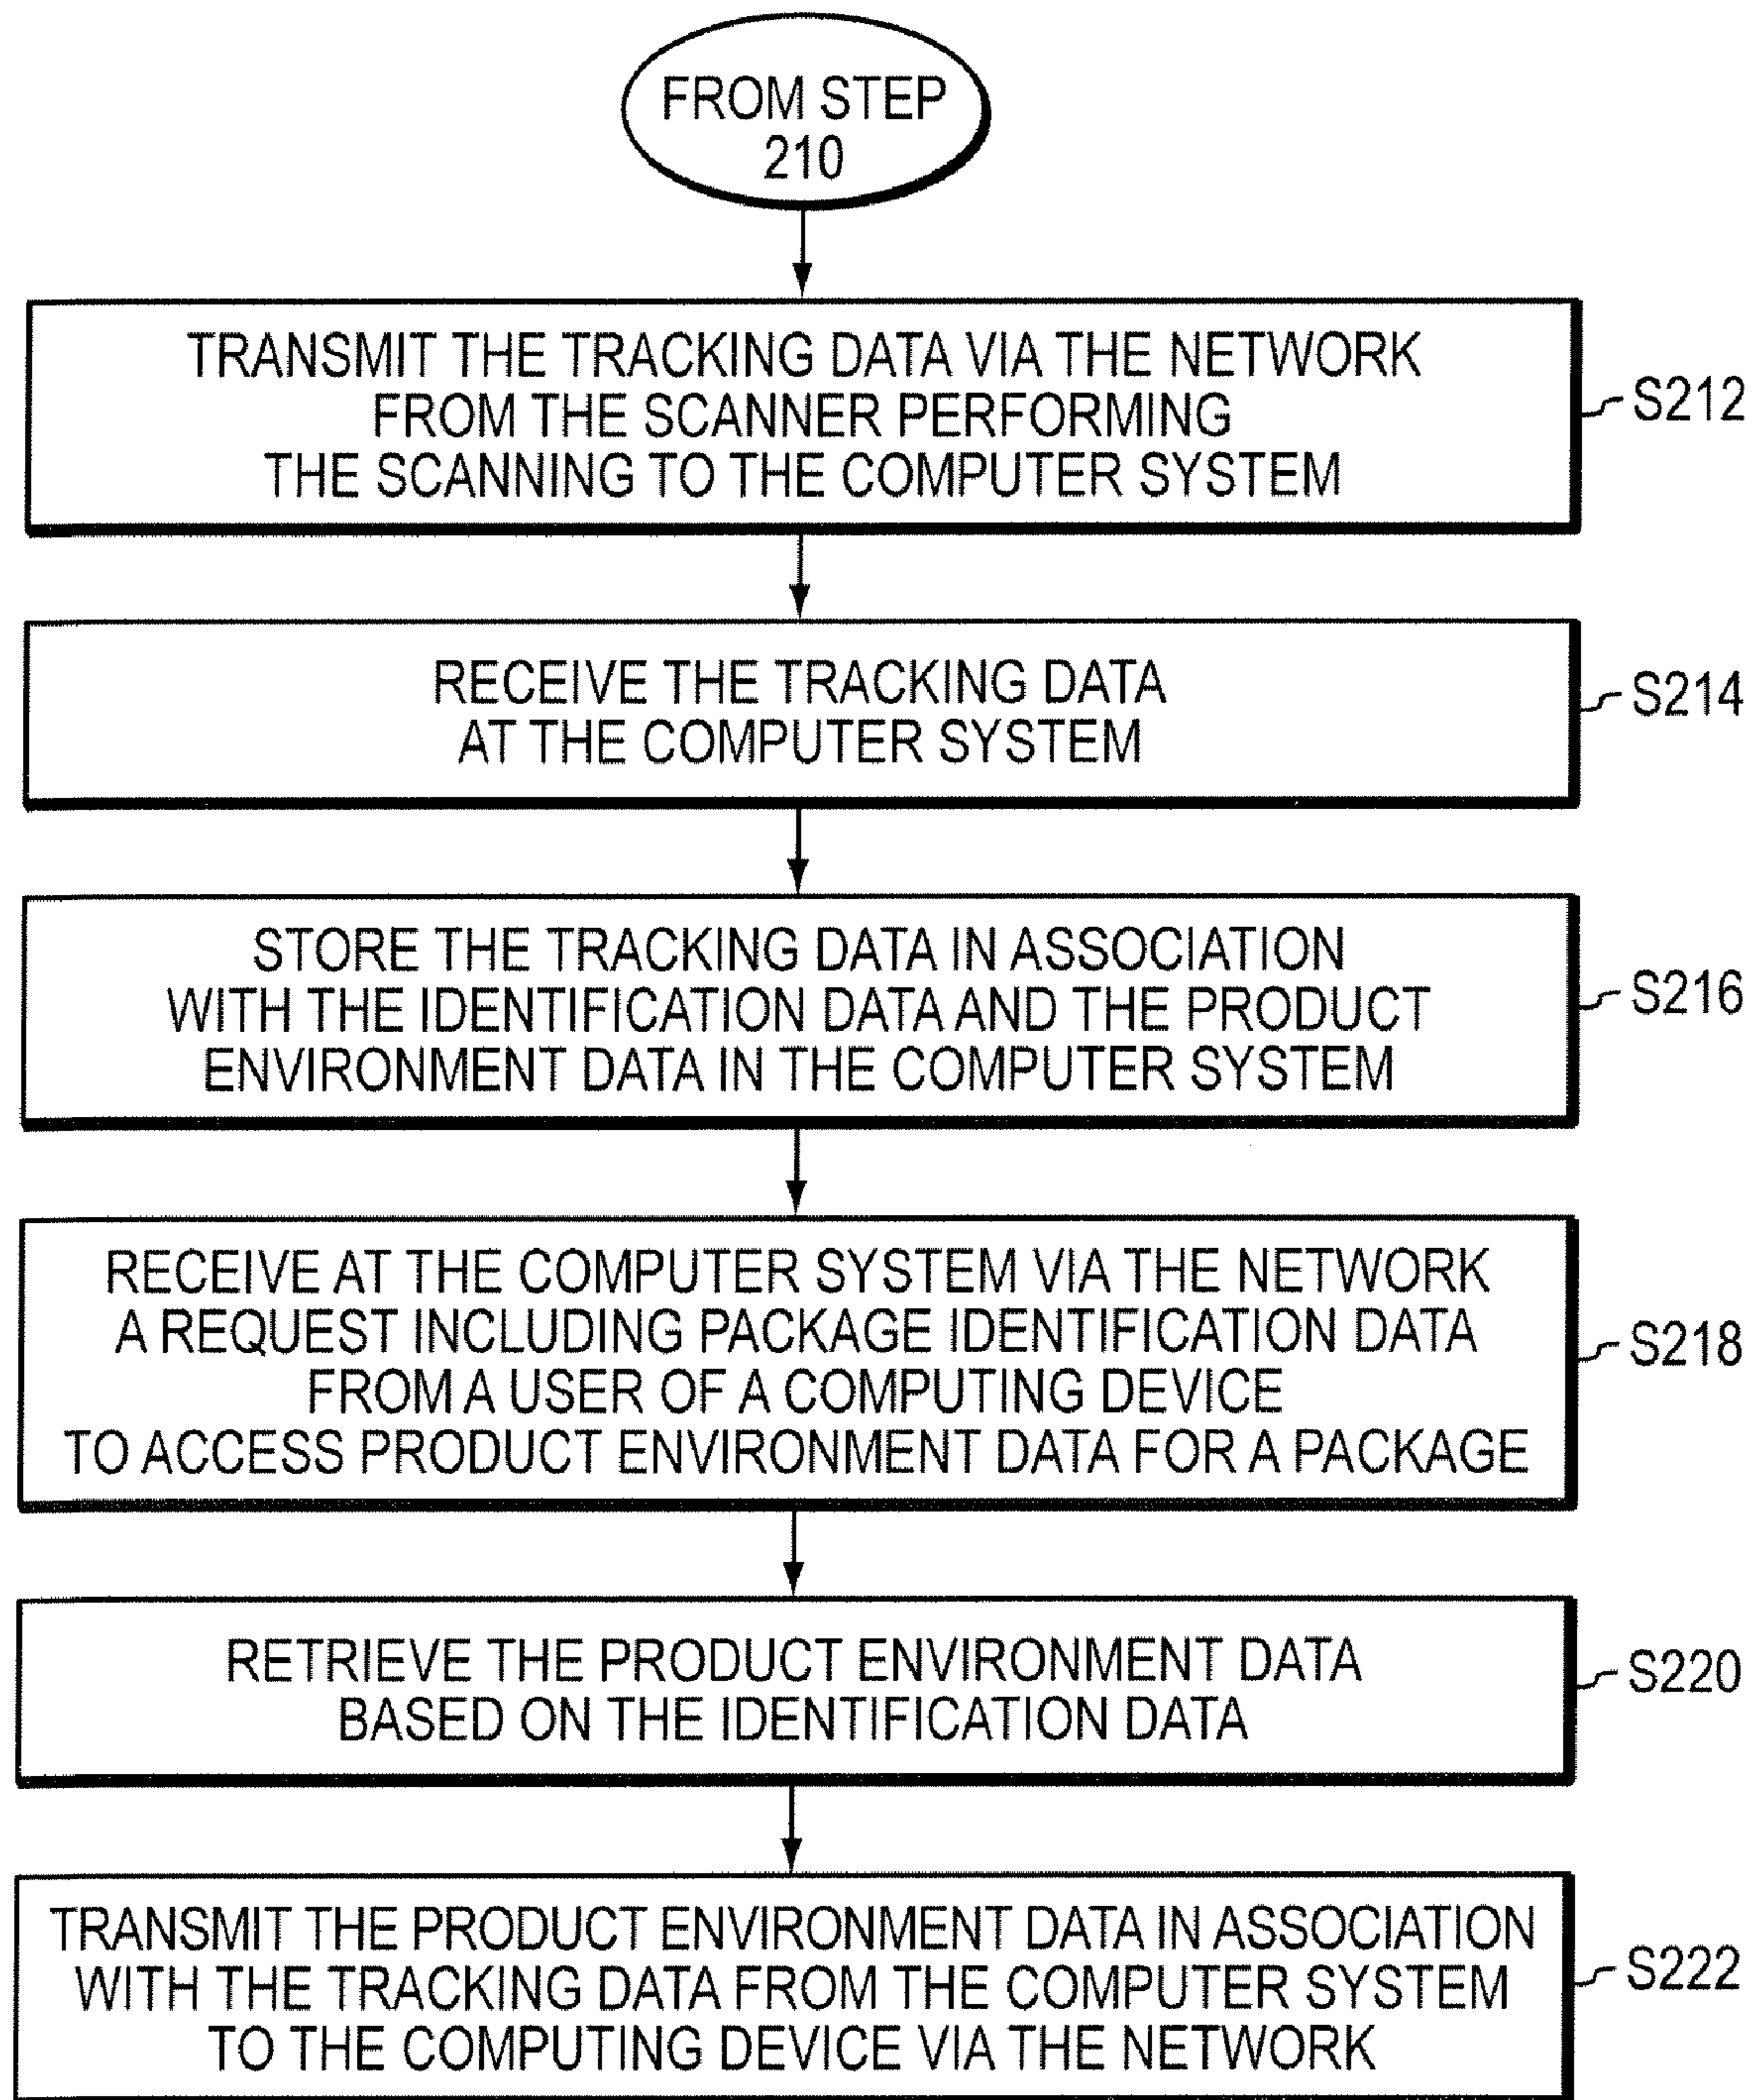 FROM STEP
210
TRANSMIT THE TRACKING DATA VIA THE NETWORK
FROM THE SCANNER PERFORMING
THE SCANNING TO THE COMPUTER SYSTEM
S212
RECEIVE THE TRACKING DATA
AT THE COMPUTER SYSTEM
S214
STORE THE TRACKING DATA IN ASSOCIATION
WITH THE IDENTIFICATION DATA AND THE PRODUCT
ENVIRONMENT DATA IN THE COMPUTER SYSTEM
S216
RECEIVE AT THE COMPUTER SYSTEM VIA THE NETWORK
A REQUEST INCLUDING PACKAGE IDENTIFICATION DATA
FROM A USER OF A COMPUTING DEVICE
TO ACCESS PRODUCT ENVIRONMENT DATA FOR A PACKAGE
S218
RETRIEVE THE PRODUCT ENVIRONMENT DATA
BASED ON THE IDENTIFICATION DATA
S220
TRANSMIT THE PRODUCT ENVIRONMENT DATA IN ASSOCIATION
WITH THE TRACKING DATA FROM THE COMPUTER SYSTEM
TO THE COMPUTING DEVICE VIA THE NETWORK
S222